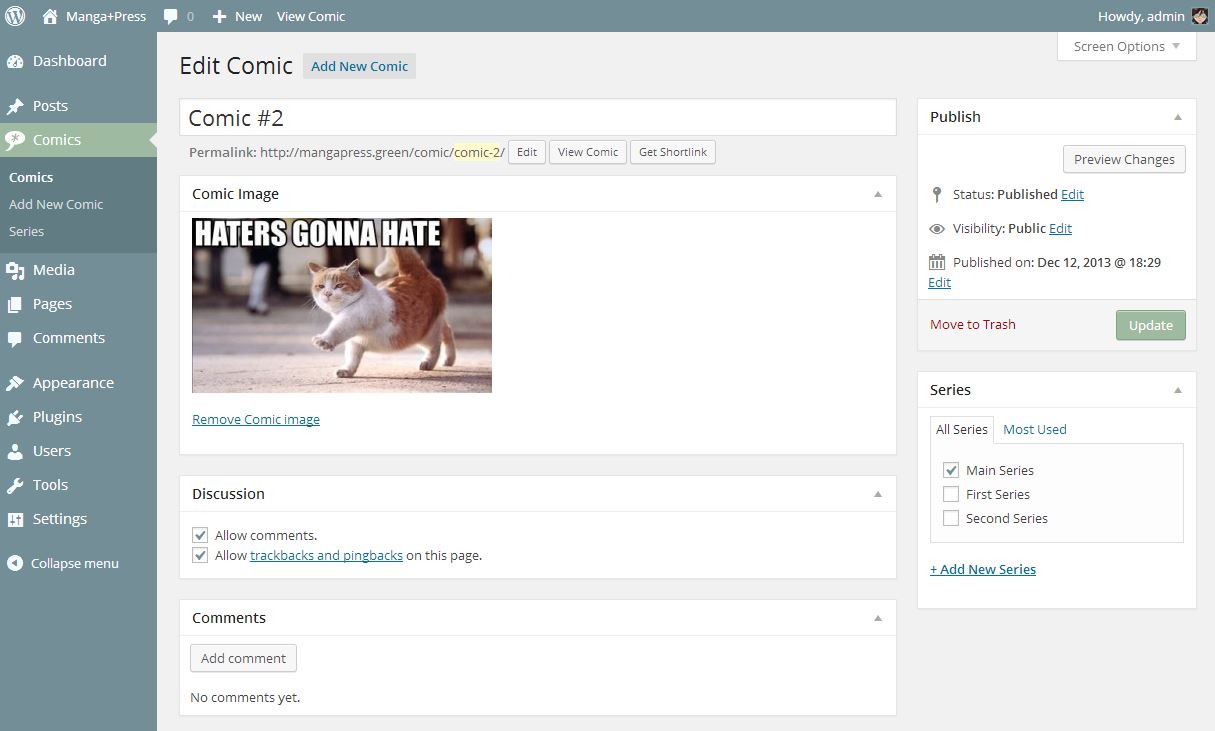 Manga+Press 0 New View Comic Howdy, admin
Screen Options
Dashboard
Posts
Comics
Comics
Add New Comic
Series
Media
Pages
Comments
Appearance
Plugins
Users
Tools
Settings
Collapse menu
Edit Comic Add New Comic
Comic #2
Permalink: http://mangapress.green/comic/comic-2/ Edit View Comic Get Shortlink
Comic Image
HATERS GONNA HATE
Remove Comic image
Discussion
Allow comments.
Allow trackbacks and pingbacks on this page.
Comments
Add comment
No comments yet.
Publish
Preview Changes
Status: Published Edit
Visibility: Public Edit
Published on: Dec 12, 2013 @ 18:29
Edit
Move to Trash Update
Series
All Series Most Used
Main Series
First Series
Second Series
+ Add New Series